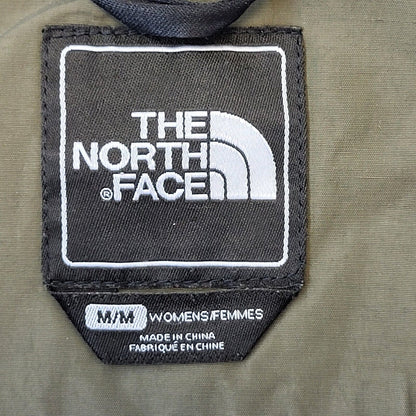 THE
NORTH
® FACE
M/M WOMENS/FEMMES
MADE IN CHINA
FABRIQUÉ EN CHINE